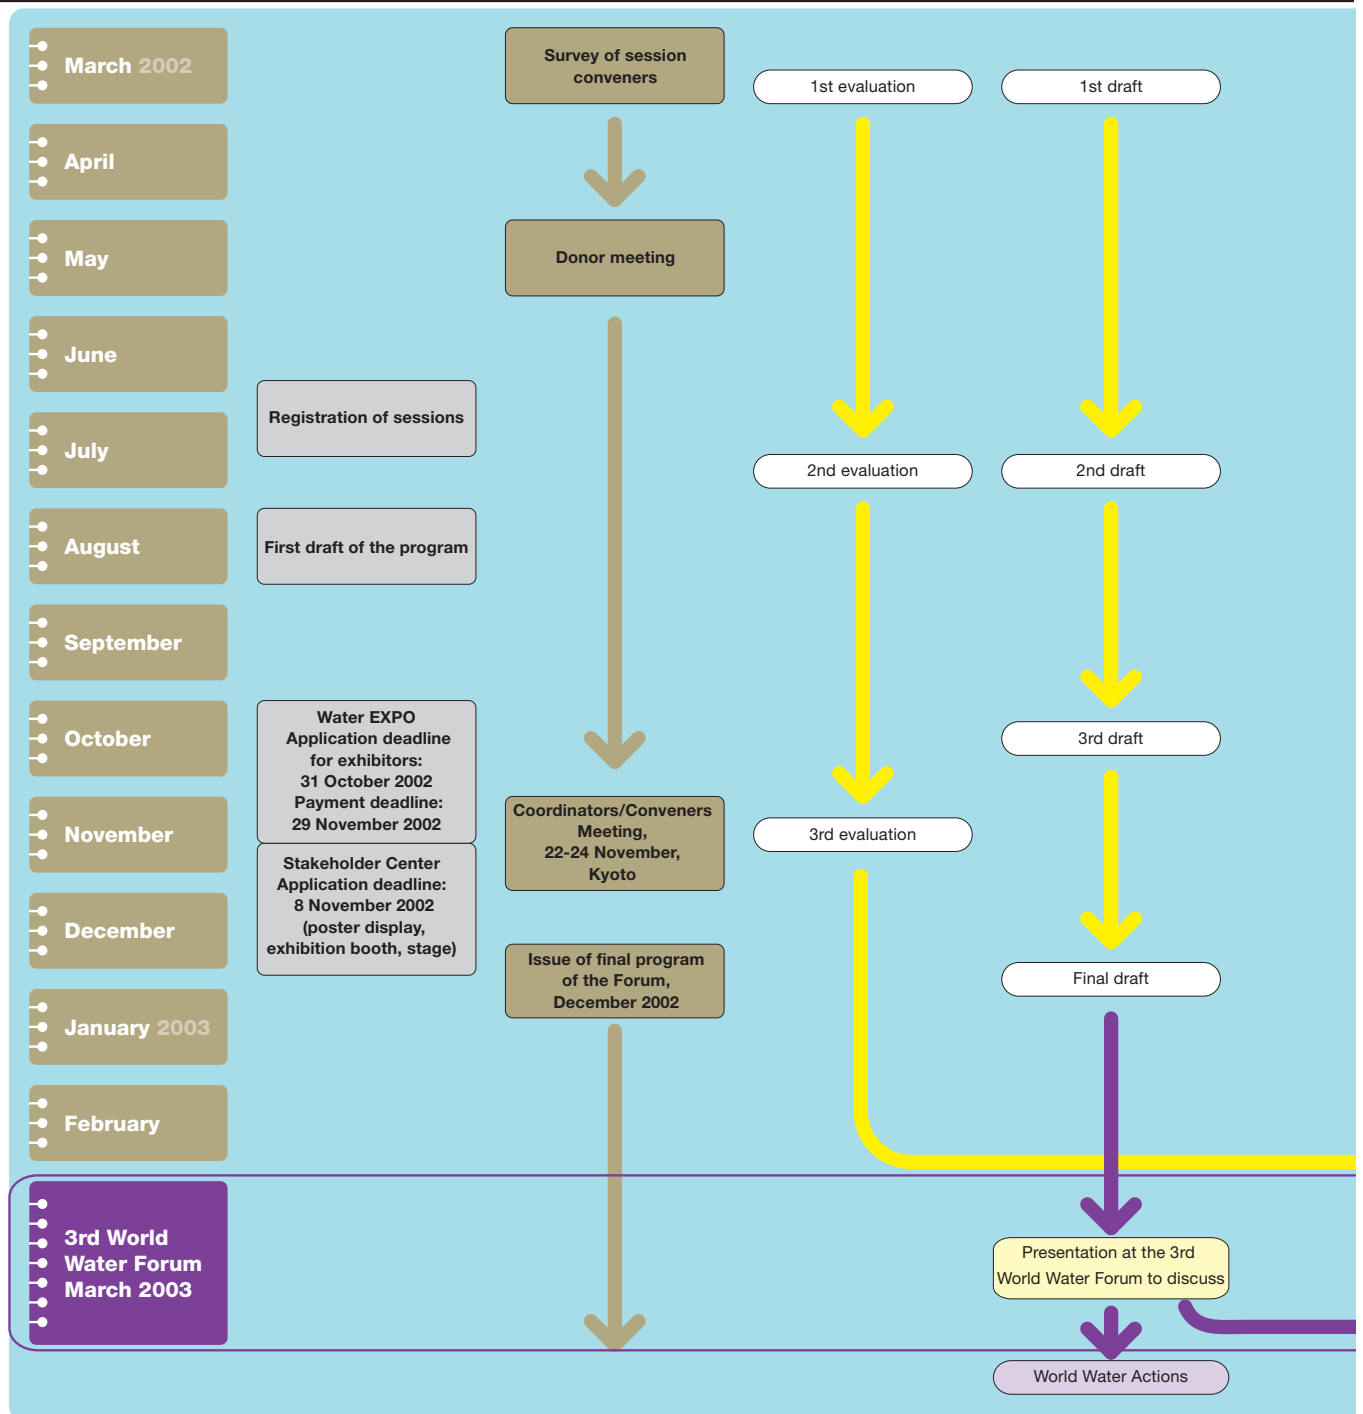 March 2002
April
May
June
July
August
September
October
November
December
January 2003
February
3rd World
Water Forum
March 2003
Registration of sessions
First draft of the program
Water EXPO
Application deadline
for exhibitors:
31 October 2002
Payment deadline:
29 November 2002
Stakeholder Center
Application deadline:
8 November 2002
(poster display,
exhibition booth, stage)
Survey of session
conveners
Donor meeting
Coordinators/Conveners
Meeting,
22-24 November,
Kyoto
Issue of final program
of the Forum,
December 2002
1st evaluation
2nd evaluation
3rd evaluation
1st draft
2nd draft
3rd draft
Final draft
Presentation at the 3rd
World Water Forum to discuss
World Water Actions